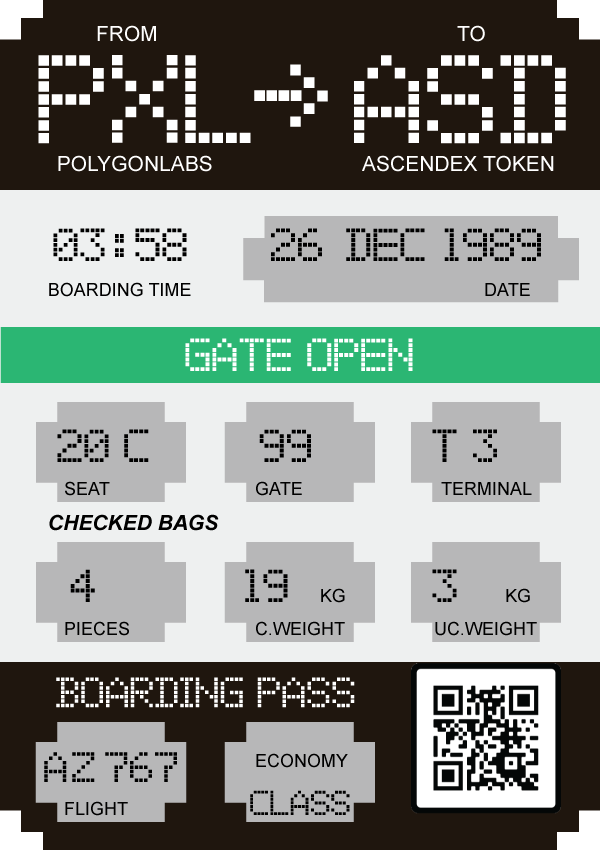 FROM TO
PXL → ASD
POLYGONLABS ASCENDEX TOKEN
03:58 26 DEC 1989
BOARDING TIME DATE
GATE OPEN
20 C 99 T 3
SEAT GATE TERMINAL
CHECKED BAGS
4 19 KG 3 KG
PIECES C.WEIGHT UC.WEIGHT
BOARDING PASS
AZ 767 ECONOMY
FLIGHT CLASS